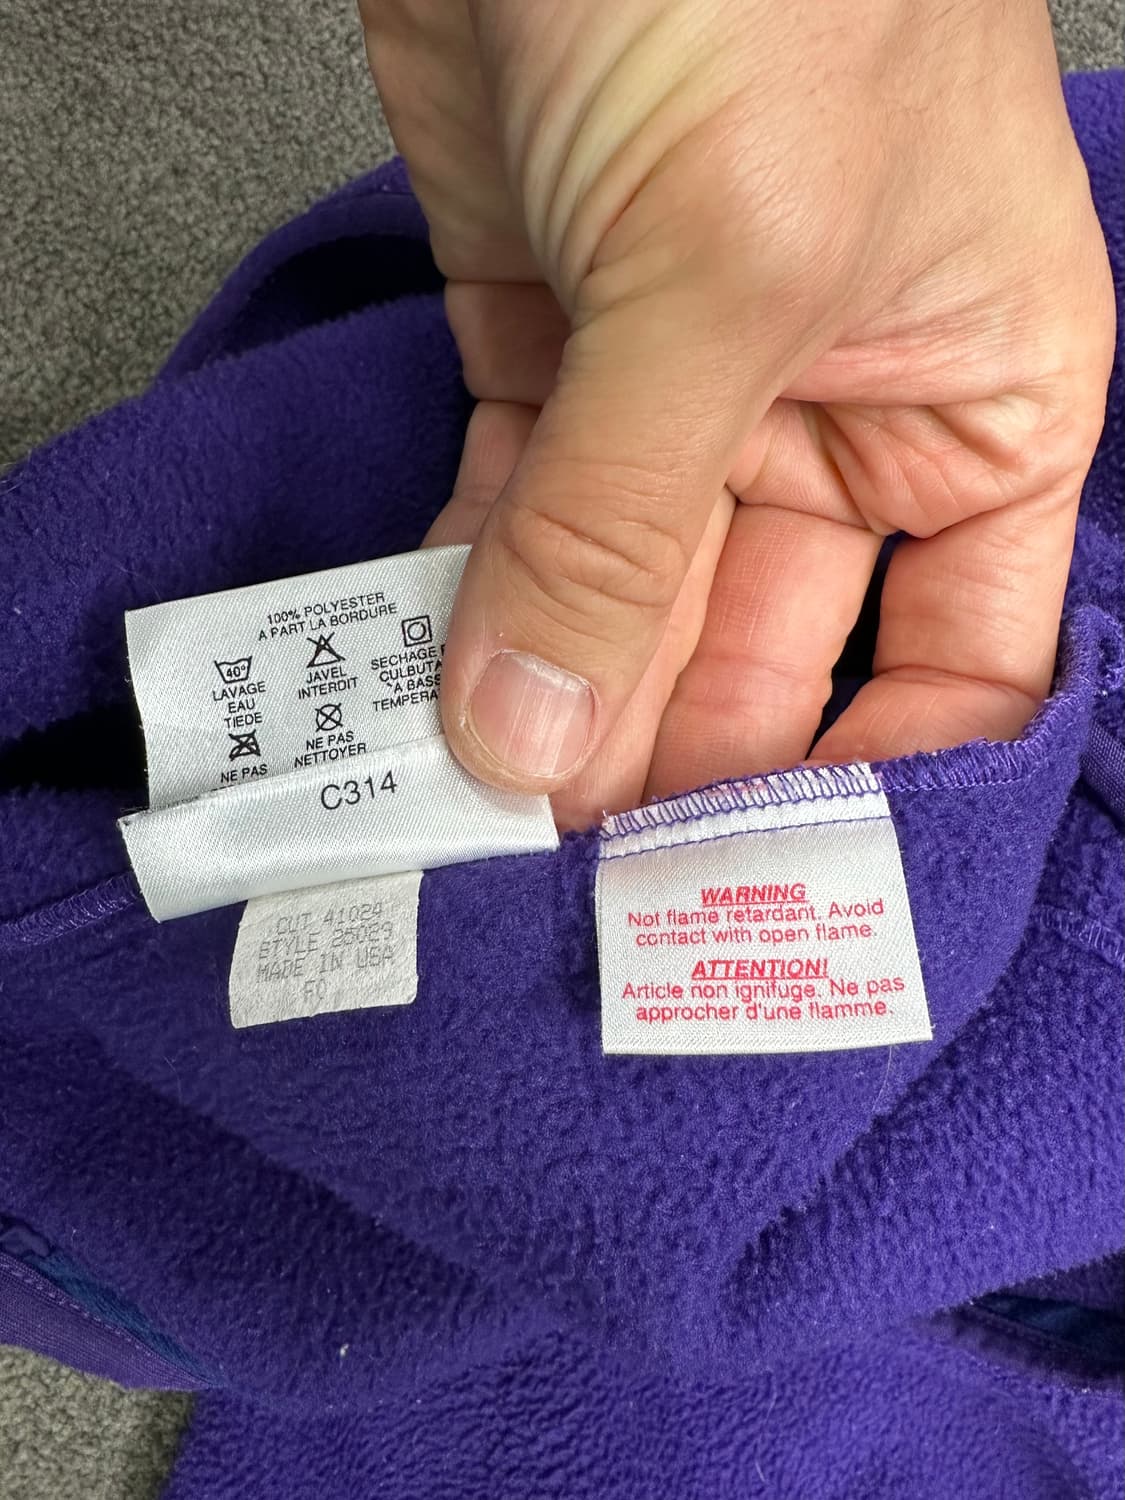 100% POLYESTER
A PART LA BORDURE
40°
LAVAGE
EAU
TIEDE
JAVEL
INTERDIT
SECHAGE
A BASS
NE PAS
NETTOYER
NE PAS
C314
CUT 41024
STYLE
MADE IN USA
WARNING
Not flame retardant. Avoid
contact with open flame.
ATTENTION!
Article non ignifuge. Ne pas
approcher d'une flamme.